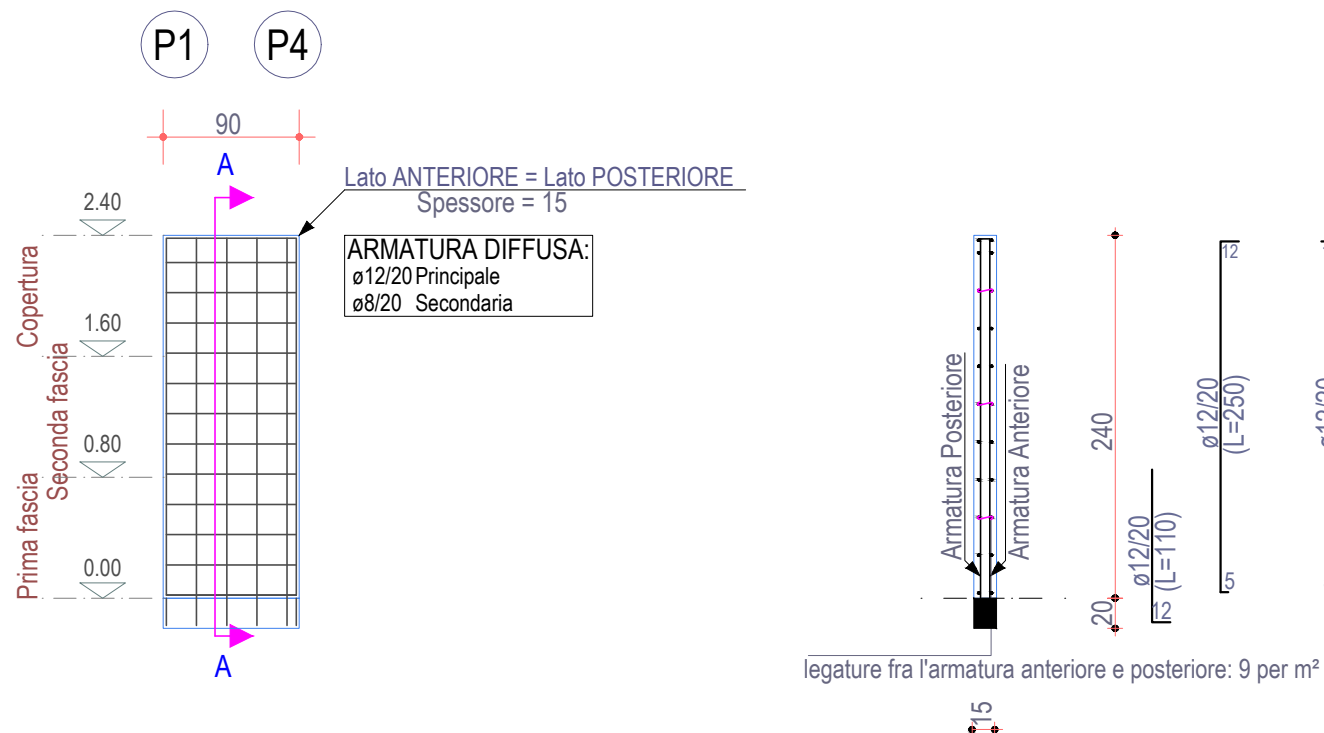 P1 P4
90
A
Lato ANTERIORE = Lato POSTERIORE
Spessore = 15
ARMATURA DIFFUSA:
ø12/20 Principale
ø8/20 Secondaria
2.40
1.60
0.80
0.00
Copertura
Seconda fascia
Prima fascia
A
Armatura Posteriore
Armatura Anteriore
240
20
ø12/20
(L=110)
12
ø12/20
(L=250)
12
5
legature fra l'armatura anteriore e posteriore: 9 per m²
15